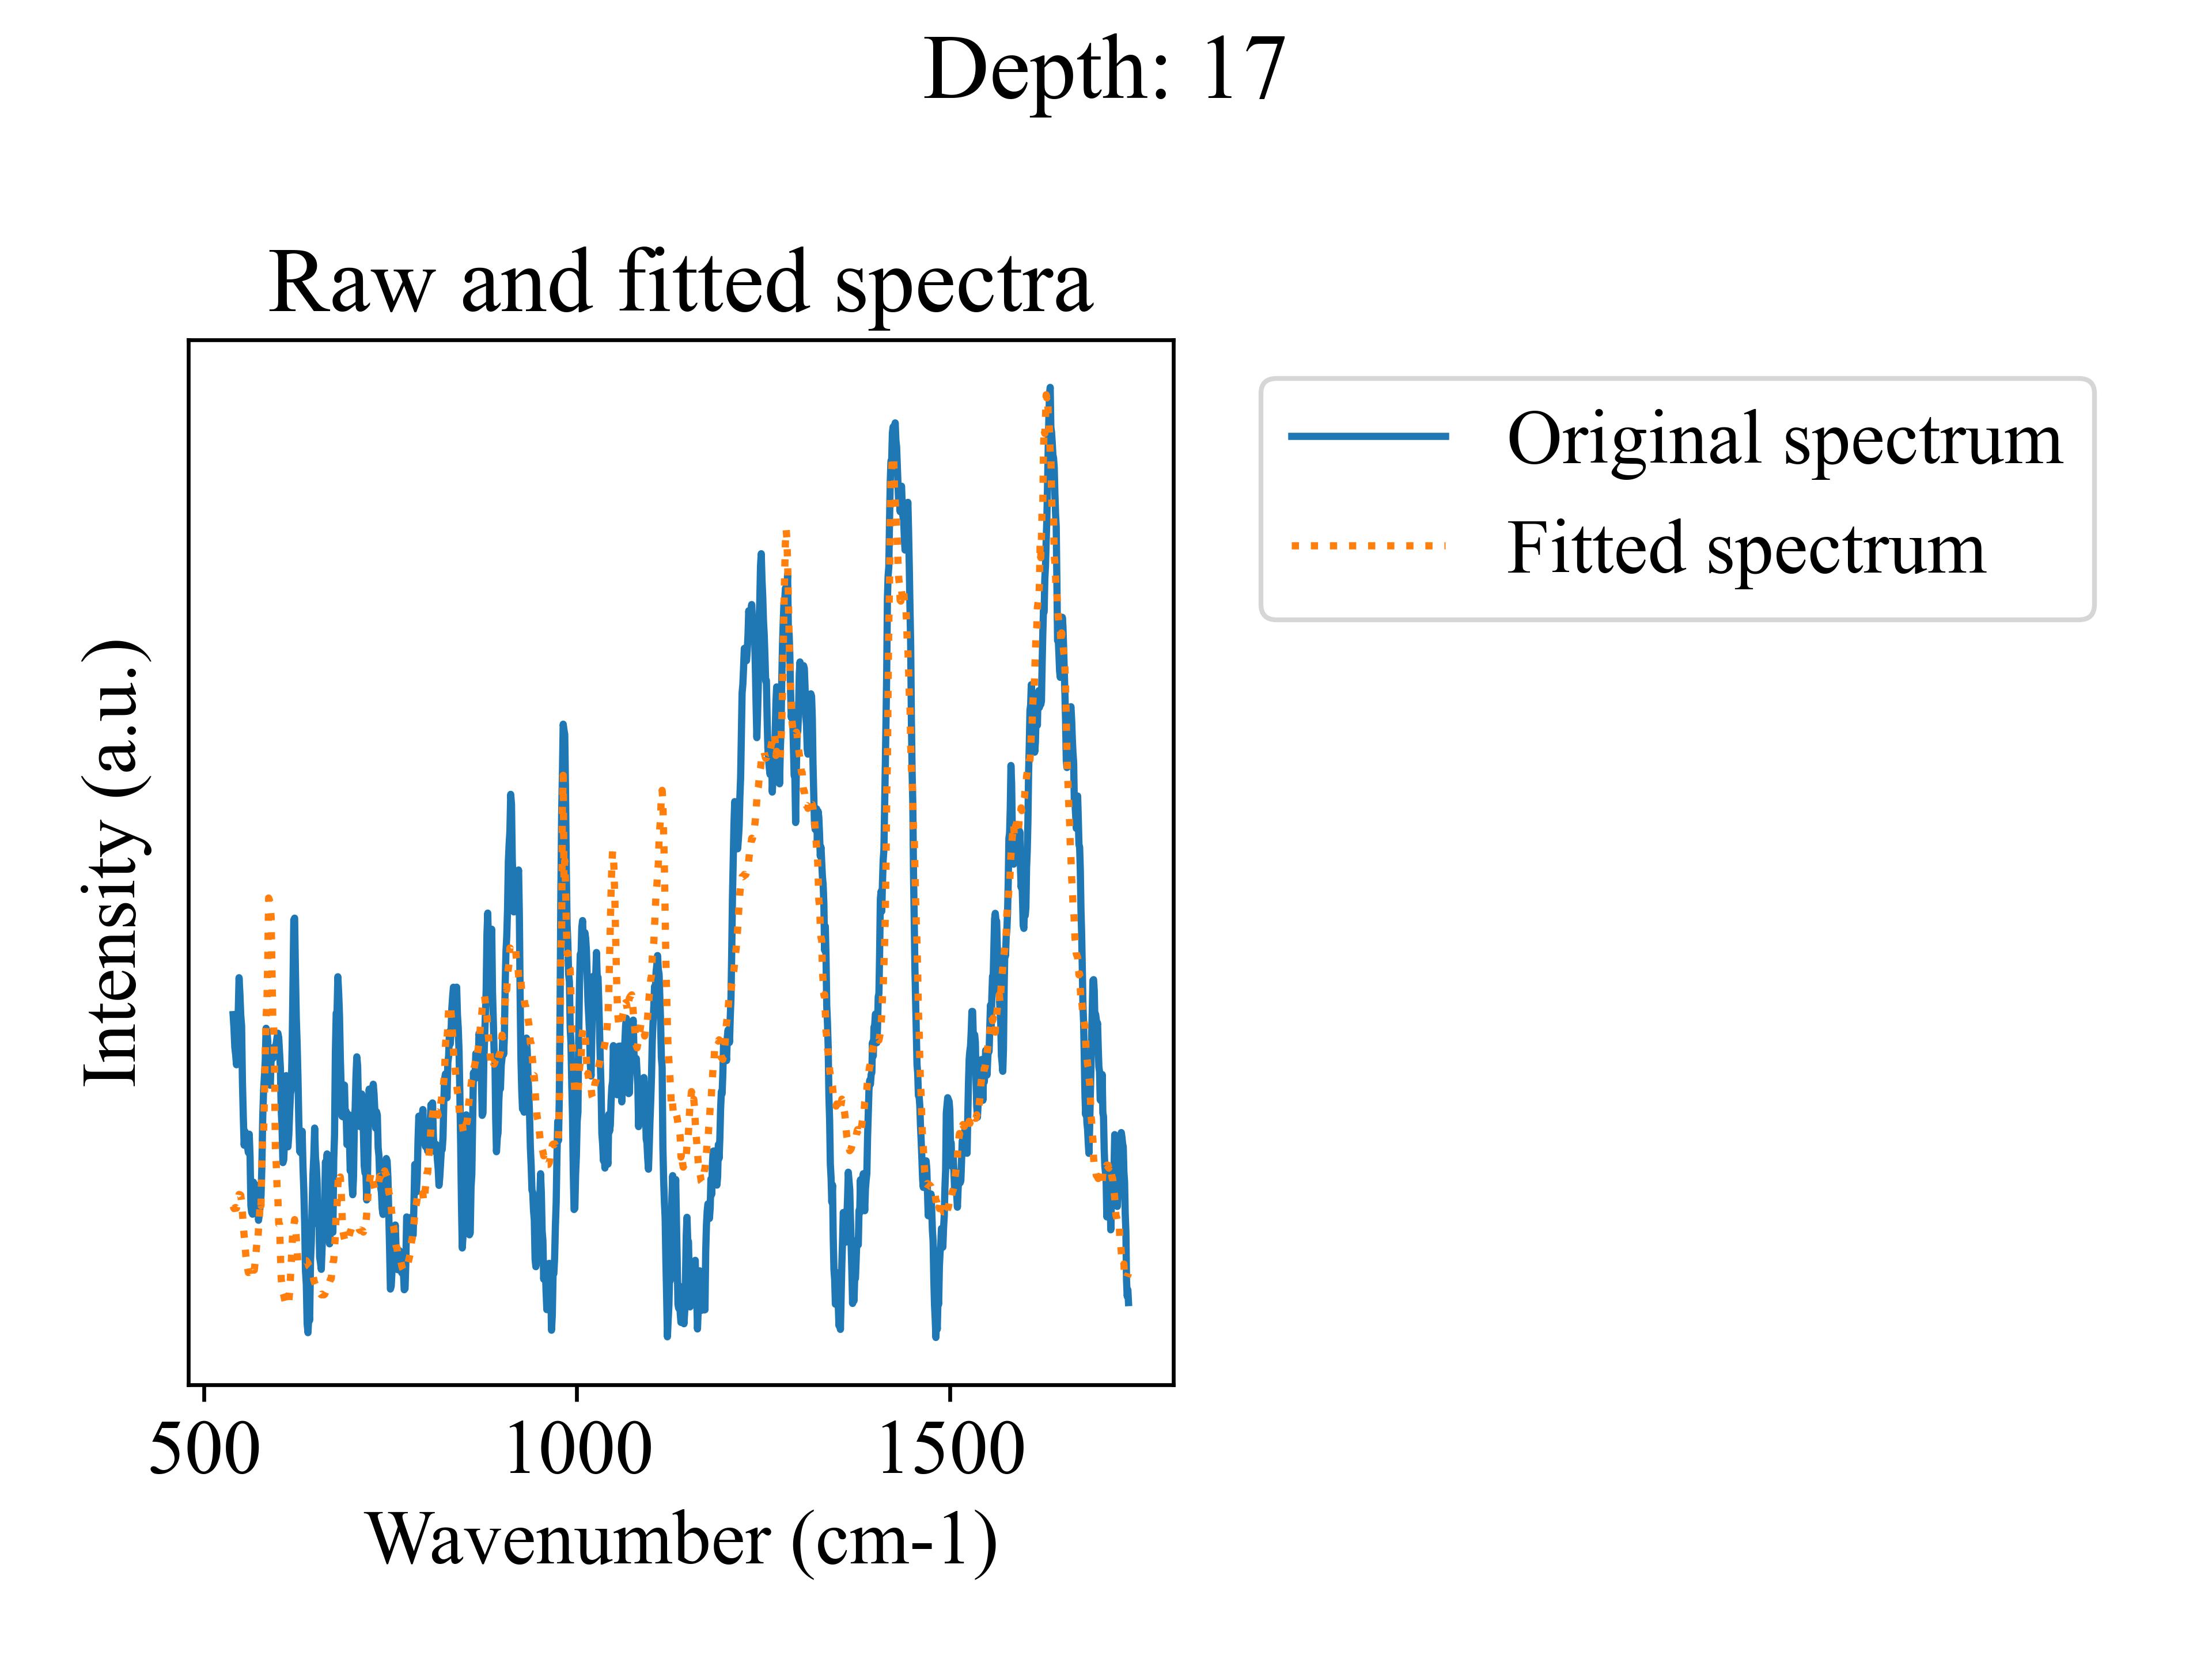 Depth: 17
Raw and fitted spectra
Original spectrum
Fitted spectrum
Intensity (a.u.)
500 1000 1500
Wavenumber (cm-1)